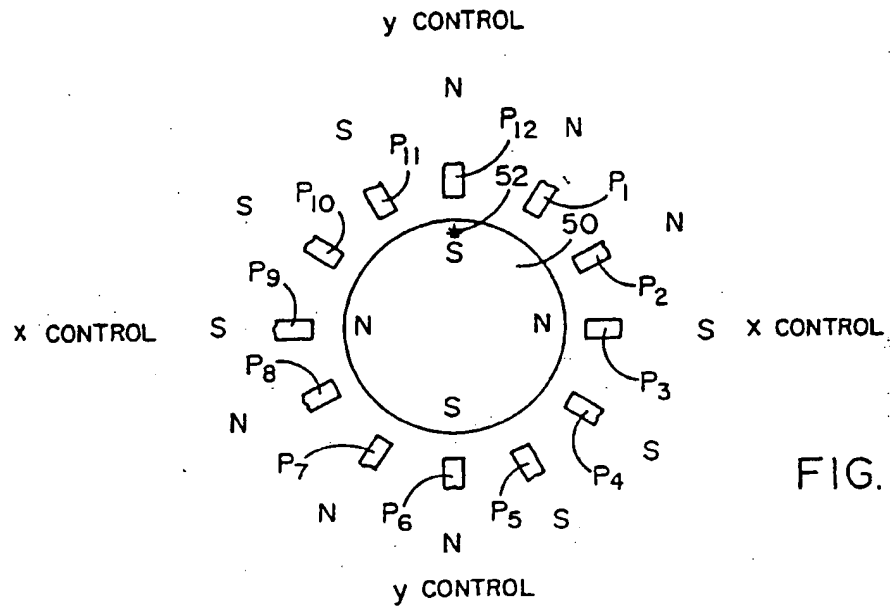 y CONTROL
N
S P12 N
P11 52 P1
S P10 50 N
S P2
P9
x CONTROL S N N S x CONTROL
P8 P3
N S
P7 P4 S
FIG.
N P6 P5 S
N
y CONTROL